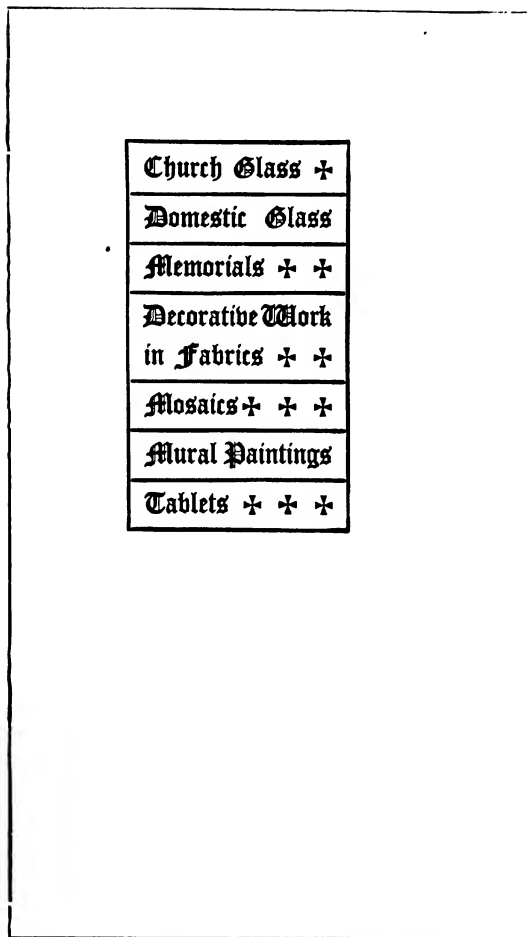 Church Glass ✠
Domestic Glass
Memorials ✠ ✠
Decorative Work
in Fabrics ✠ ✠
Mosaics ✠ ✠ ✠
Mural Paintings
Tablets ✠ ✠ ✠